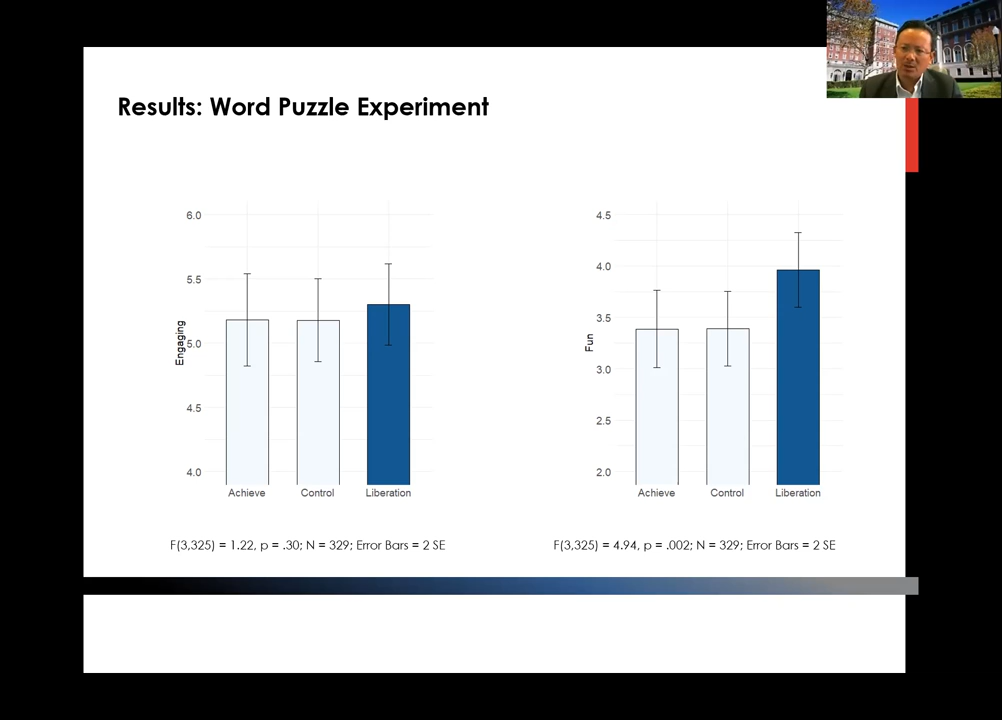 Results: Word Puzzle Experiment
6.0
5.5
5.0
4.5
4.0
Engaging
Achieve Control Liberation
F(3,325) = 1.22, p = .30; N = 329; Error Bars = 2 SE
4.5
4.0
3.5
3.0
2.5
2.0
Fun
Achieve Control Liberation
F(3,325) = 4.94, p = .002; N = 329; Error Bars = 2 SE